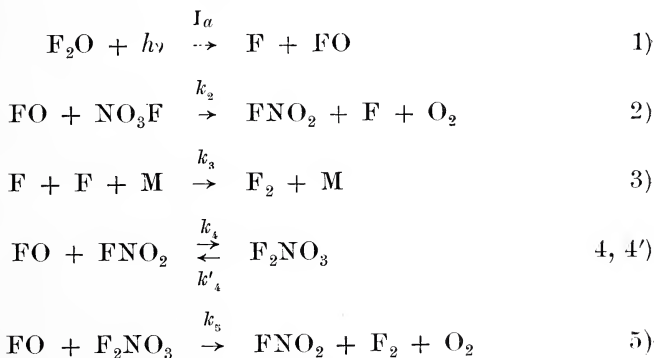 Ia
F₂O + hν → F + FO 1)
k₂
FO + NO₃F → FNO₂ + F + O₂ 2)
k₃
F + F + M → F₂ + M 3)
k₄
FO + FNO₂ ⇄ F₂NO₃ 4, 4')
k'₄
k₅
FO + F₂NO₃ → FNO₂ + F₂ + O₂ 5)